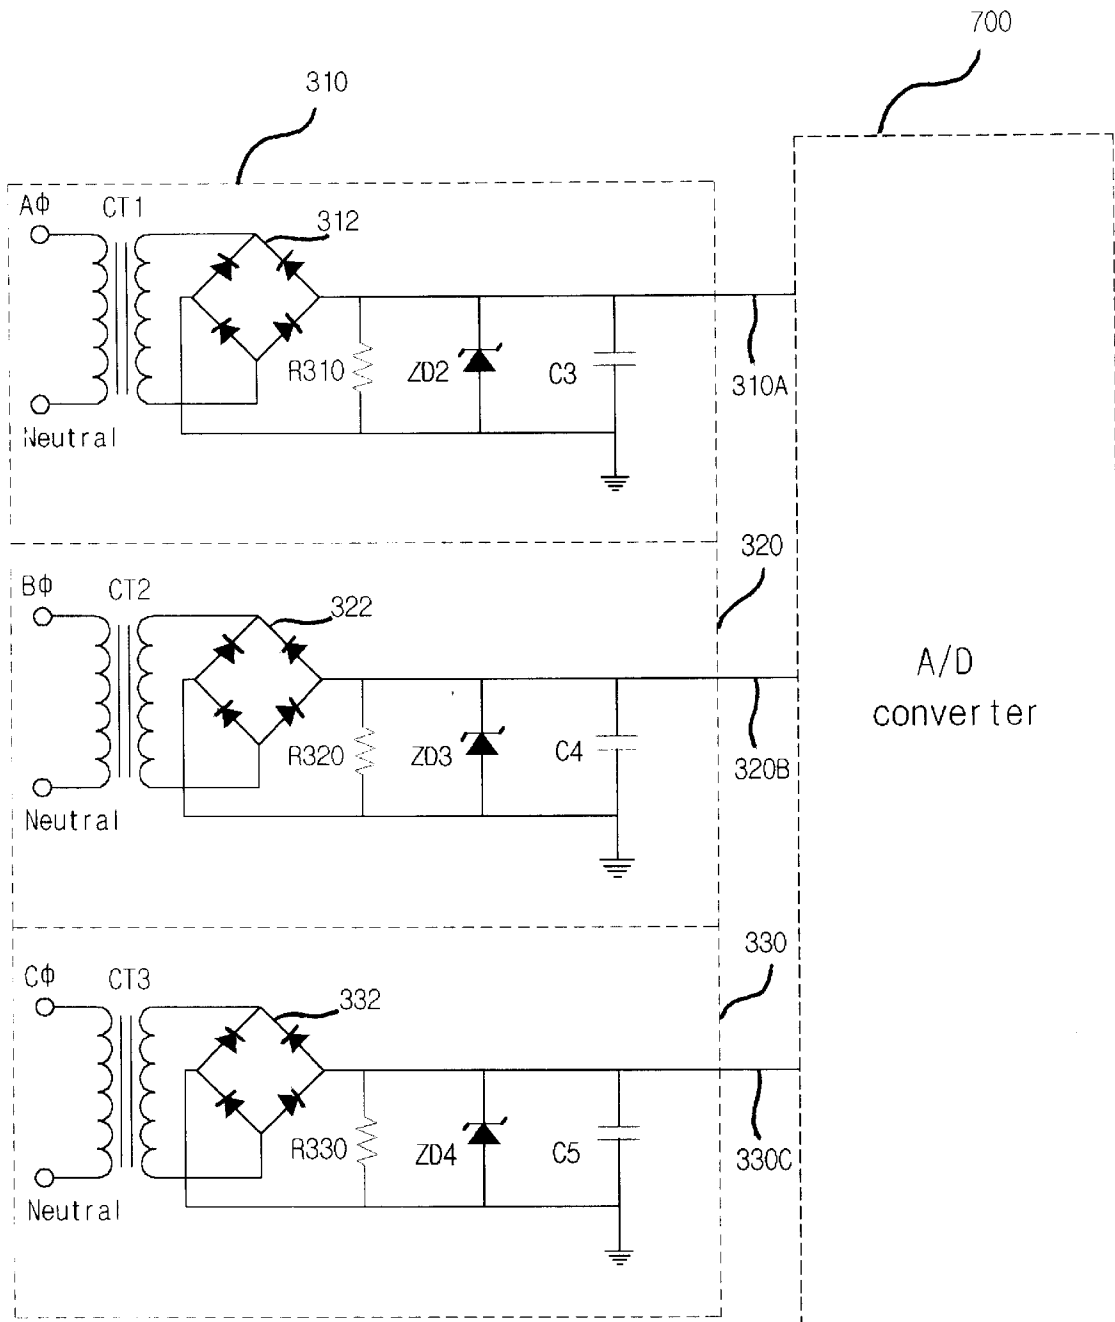 700
310
AΦ
CT1
312
R310
ZD2
C3
310A
Neutral
320
BΦ
CT2
322
A/D
converter
R320
ZD3
C4
320B
Neutral
330
CΦ
CT3
332
R330
ZD4
C5
330C
Neutral